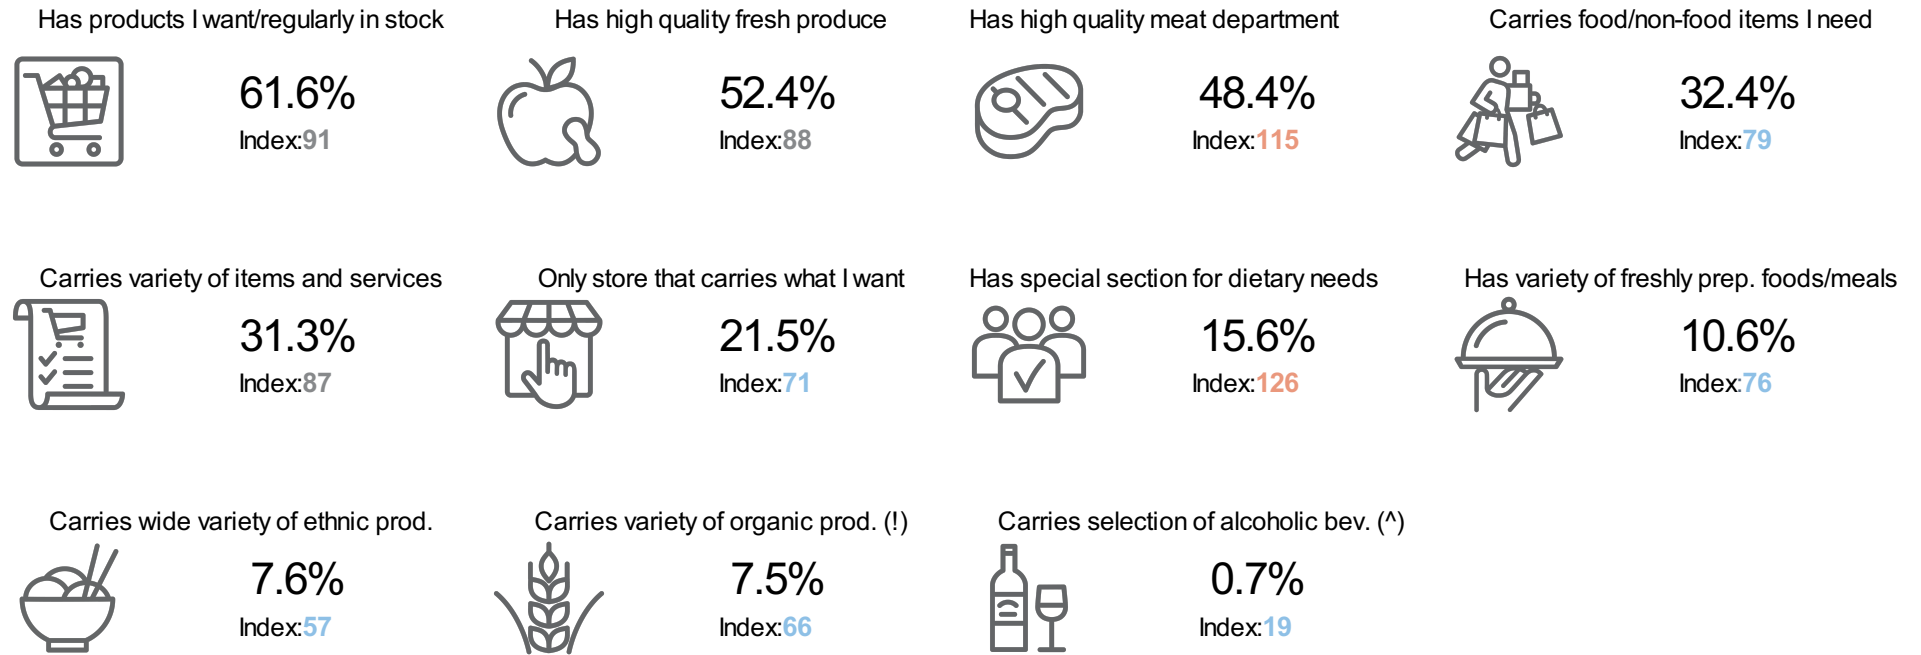 Has products I want/regularly in stock
61.6%
Index:91
Has high quality fresh produce
52.4%
Index:88
Has high quality meat department
48.4%
Index:115
Carries food/non-food items I need
32.4%
Index:79
Carries variety of items and services
31.3%
Index:87
Only store that carries what I want
21.5%
Index:71
Has special section for dietary needs
15.6%
Index:126
Has variety of freshly prep. foods/meals
10.6%
Index:76
Carries wide variety of ethnic prod.
7.6%
Index:57
Carries variety of organic prod. (!)
7.5%
Index:66
Carries selection of alcoholic bev. (^)
0.7%
Index:19